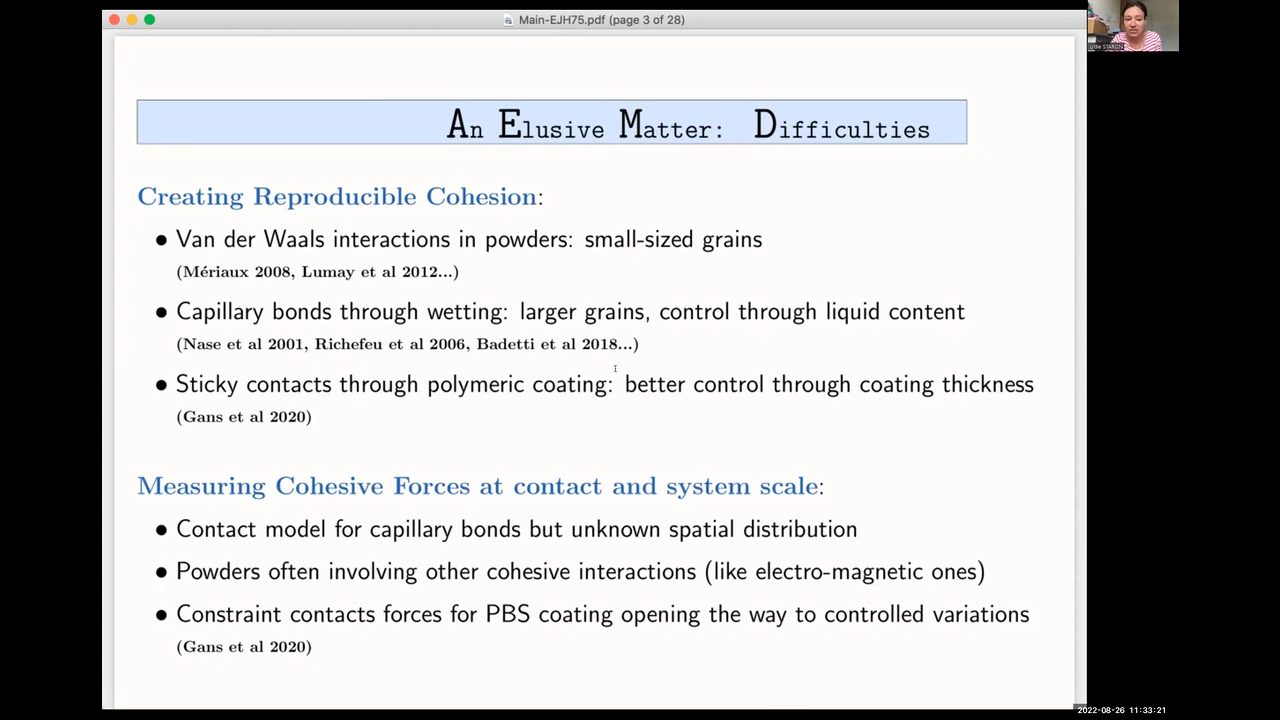 Main-EJH75.pdf (page 3 of 28)
Lydie STARON
An Elusive Matter: Difficulties
Creating Reproducible Cohesion:
• Van der Waals interactions in powders: small-sized grains
(Mériaux 2008, Lumay et al 2012...)
• Capillary bonds through wetting: larger grains, control through liquid content
(Nase et al 2001, Richefeu et al 2006, Badetti et al 2018...)
• Sticky contacts through polymeric coating: better control through coating thickness
(Gans et al 2020)
Measuring Cohesive Forces at contact and system scale:
• Contact model for capillary bonds but unknown spatial distribution
• Powders often involving other cohesive interactions (like electro-magnetic ones)
• Constraint contacts forces for PBS coating opening the way to controlled variations
(Gans et al 2020)
2022-08-26 11:33:21